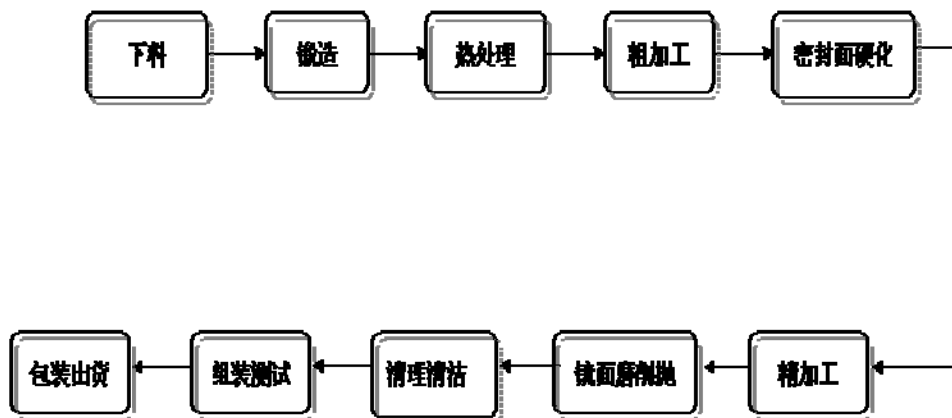 下料
锻造
热处理
粗加工
密封面硬化
精加工
镜面磨削抛
清理清洁
组装测试
包装出货